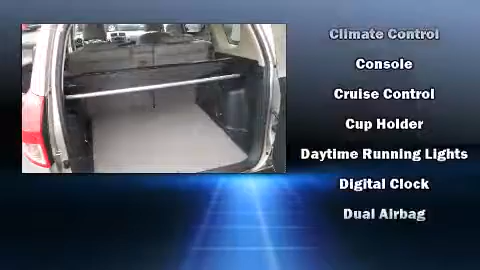 Climate Control
Console
Cruise Control
Cup Holder
Daytime Running Lights
Digital Clock
Dual Airbag